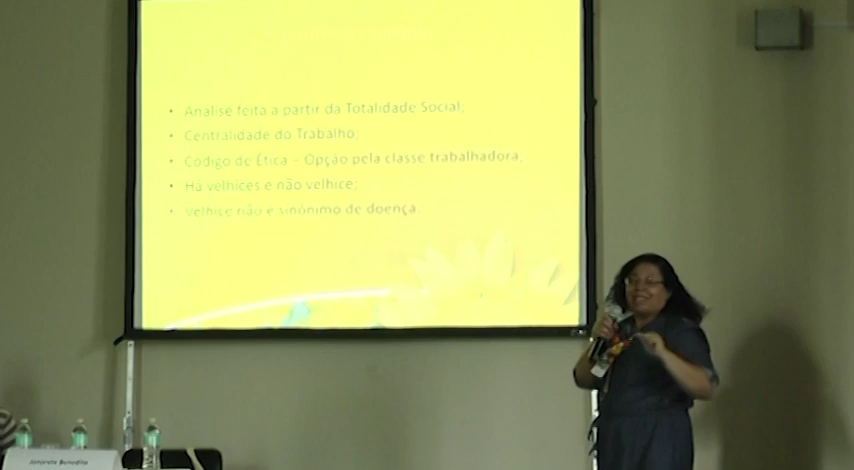 • Análise feita a partir da Totalidade Social;
• Centralidade do Trabalho;
• Código de Ética – Opção pela classe trabalhadora;
• Há velhices e não velhice;
• Velhice não é sinônimo de doença.
Benedito